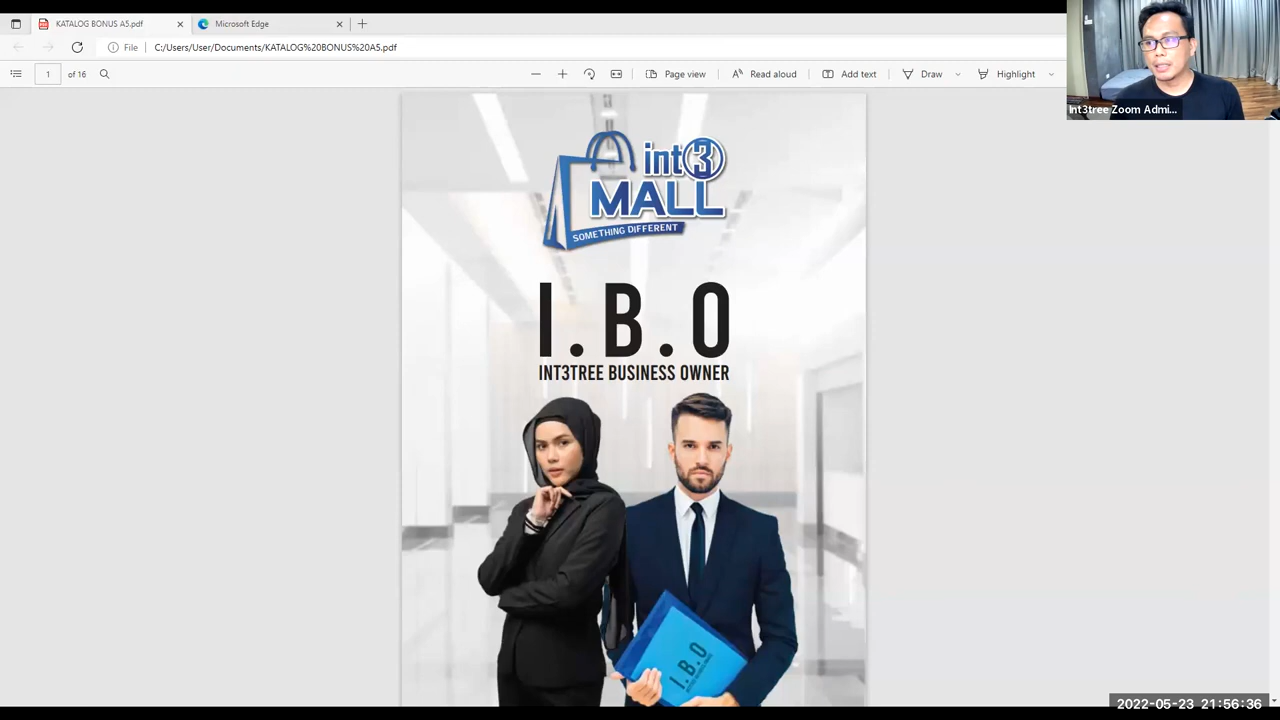 KATALOG BONUS A5.pdf
Microsoft Edge
File
C:/Users/User/Documents/KATALOG%20BONUS%20A5.pdf
1 of 16
Page view
Read aloud
Add text
Draw
Highlight
Int3tree Zoom Admi...
int3
MALL
SOMETHING DIFFERENT
I.B.O
INT3TREE BUSINESS OWNER
I.B.O
2022-05-23 21:56:36